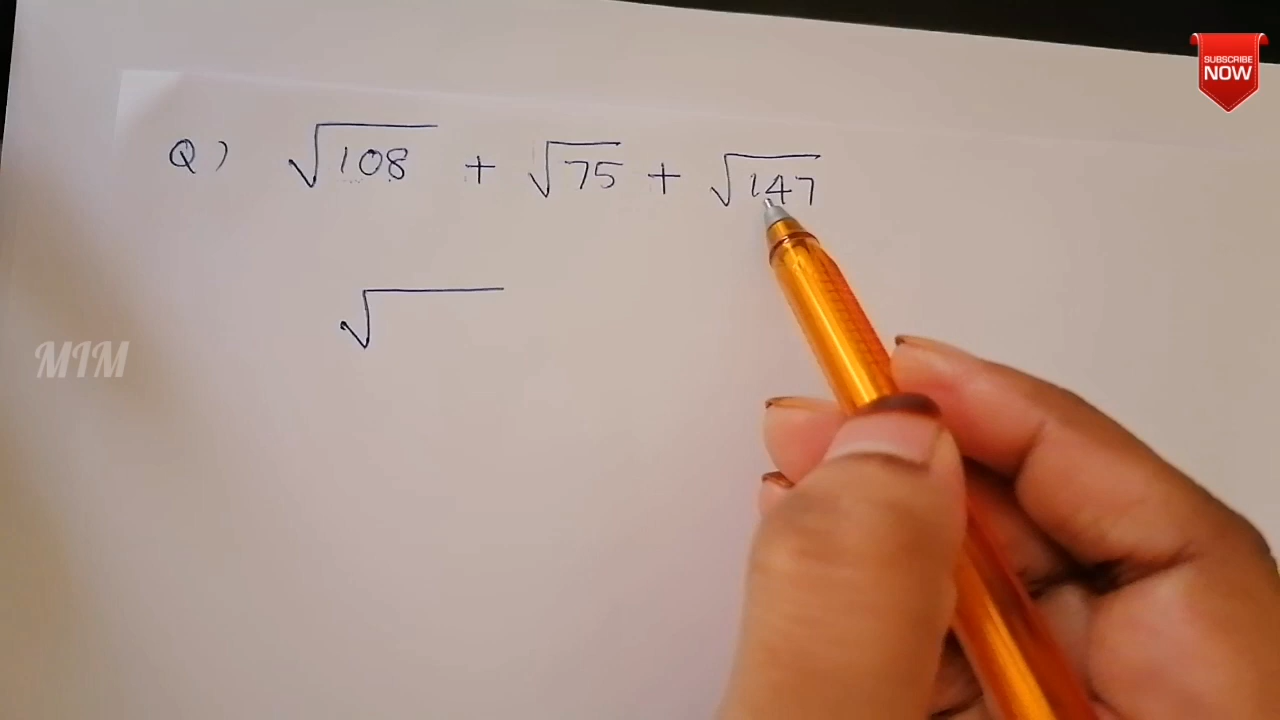 SUBSCRIBE
NOW
Q) √108 + √75 + √147
√
MIM